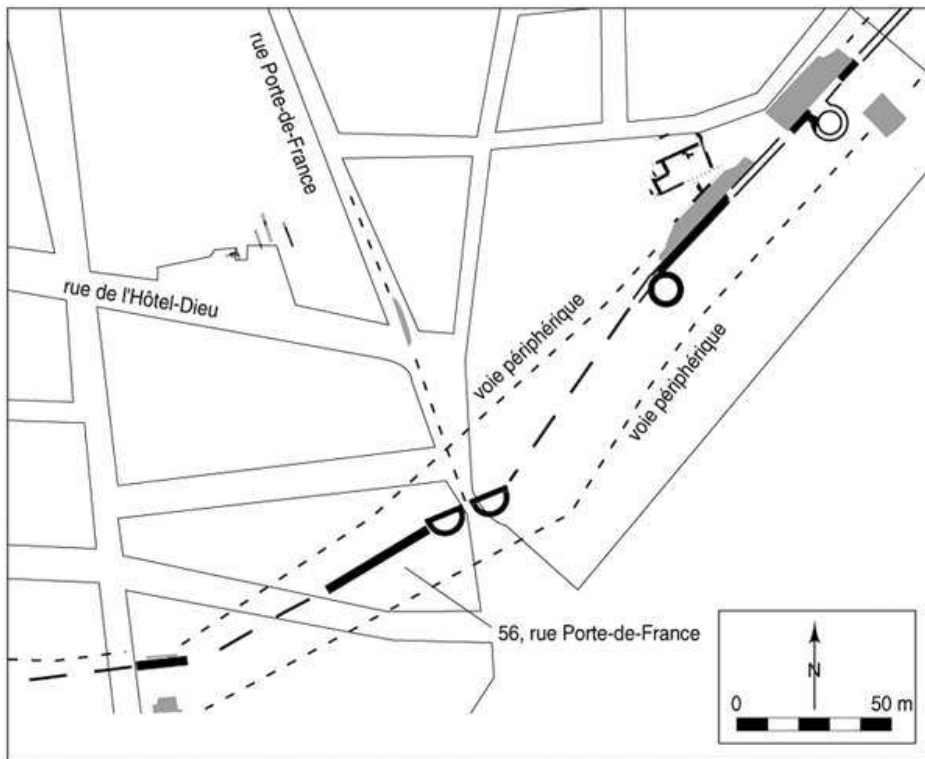 rue Porte-de-France
rue de l'Hôtel-Dieu
voie périphérique
voie périphérique
56, rue Porte-de-France
N
0 50 m